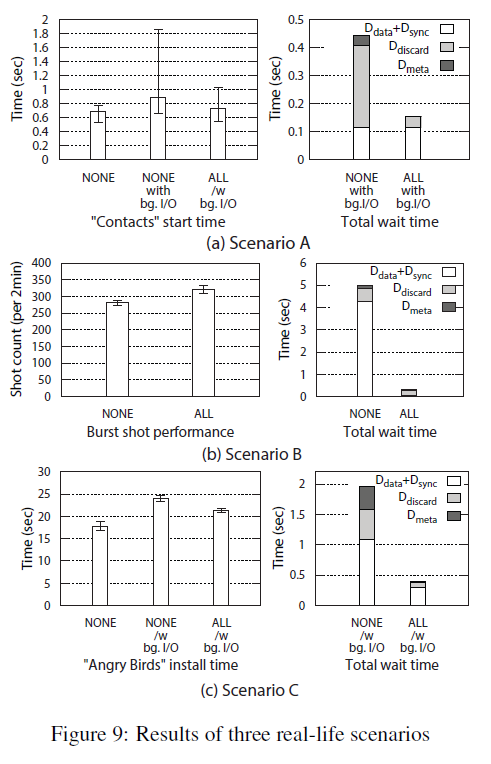 2
1.8
1.6
1.4
1.2
1
0.8
0.6
0.4
0.2
0
Time (sec)
NONE
NONE
with
bg. I/O
ALL
/w
bg. I/O
"Contacts" start time
0.5
0.4
0.3
0.2
0.1
0
Time (sec)
Ddata+Dsync
Ddiscard
Dmeta
NONE
with
bg.I/O
ALL
with
bg.I/O
Total wait time
(a) Scenario A
400
350
300
250
200
150
100
50
0
Shot count (per 2min)
NONE
ALL
Burst shot performance
6
5
4
3
2
1
0
Time (sec)
Ddata+Dsync
Ddiscard
Dmeta
NONE
ALL
Total wait time
(b) Scenario B
30
25
20
15
10
5
0
Time (sec)
NONE
NONE
/w
bg. I/O
ALL
/w
bg. I/O
"Angry Birds" install time
2
1.5
1
0.5
0
Time (sec)
Ddata+Dsync
Ddiscard
Dmeta
NONE
/w
bg. I/O
ALL
/w
bg. I/O
Total wait time
(c) Scenario C
Figure 9: Results of three real-life scenarios